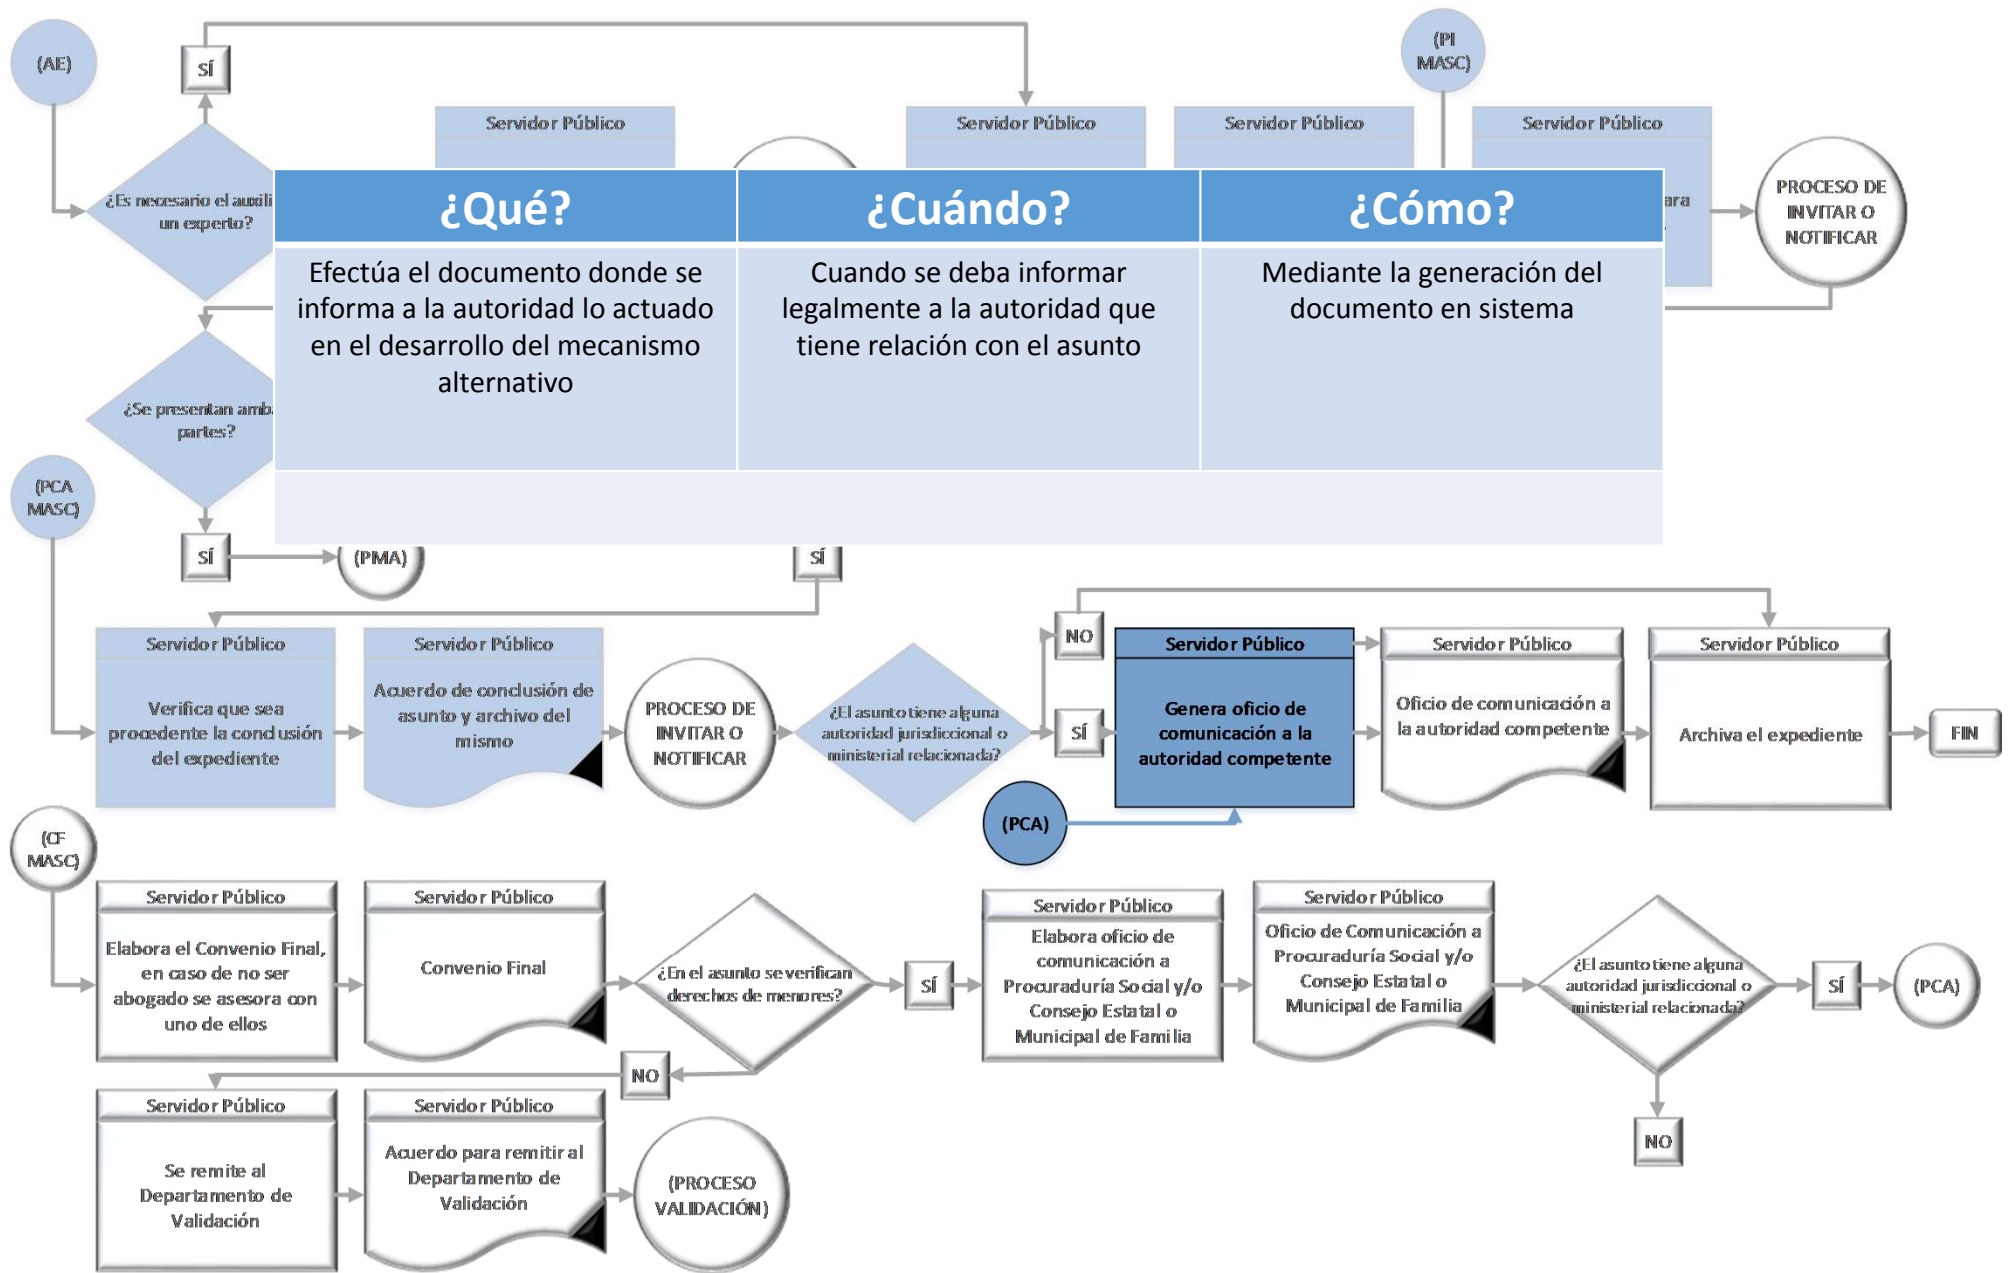 (AE)
SÍ
(PI
MASC)
Servidor Público
Servidor Público
Servidor Público
Servidor Público
¿Es necesario el auxili
un experto?
ara
PROCESO DE
INVITAR O
NOTIFICAR
¿Qué?
¿Cuándo?
¿Cómo?
Efectúa el documento donde se
informa a la autoridad lo actuado
en el desarrollo del mecanismo
alternativo
Cuando se deba informar
legalmente a la autoridad que
tiene relación con el asunto
Mediante la generación del
documento en sistema
¿Se presentan amba
partes?
(PCA
MASC)
SÍ
(PMA)
SÍ
Servidor Público
Verifica que sea
procedente la conclusión
del expediente
Servidor Público
Acuerdo de conclusión de
asunto y archivo del
mismo
PROCESO DE
INVITAR O
NOTIFICAR
¿El asunto tiene alguna
autoridad jurisdiccional o
ministerial relacionada?
NO
SÍ
Servidor Público
Genera oficio de
comunicación a la
autoridad competente
Servidor Público
Oficio de comunicación a
la autoridad competente
Servidor Público
Archiva el expediente
FIN
(PCA)
(CF
MASC)
Servidor Público
Elabora el Convenio Final,
en caso de no ser
abogado se asesora con
uno de ellos
Servidor Público
Convenio Final
¿En el asunto se verifican
derechos de menores?
SÍ
Servidor Público
Elabora oficio de
comunicación a
Procuraduría Social y/o
Consejo Estatal o
Municipal de Familia
Servidor Público
Oficio de Comunicación a
Procuraduría Social y/o
Consejo Estatal o
Municipal de Familia
¿El asunto tiene alguna
autoridad jurisdiccional o
ministerial relacionada?
SÍ
(PCA)
NO
NO
Servidor Público
Se remite al
Departamento de
Validación
Servidor Público
Acuerdo para remitir al
Departamento de
Validación
(PROCESO
VALIDACIÓN)